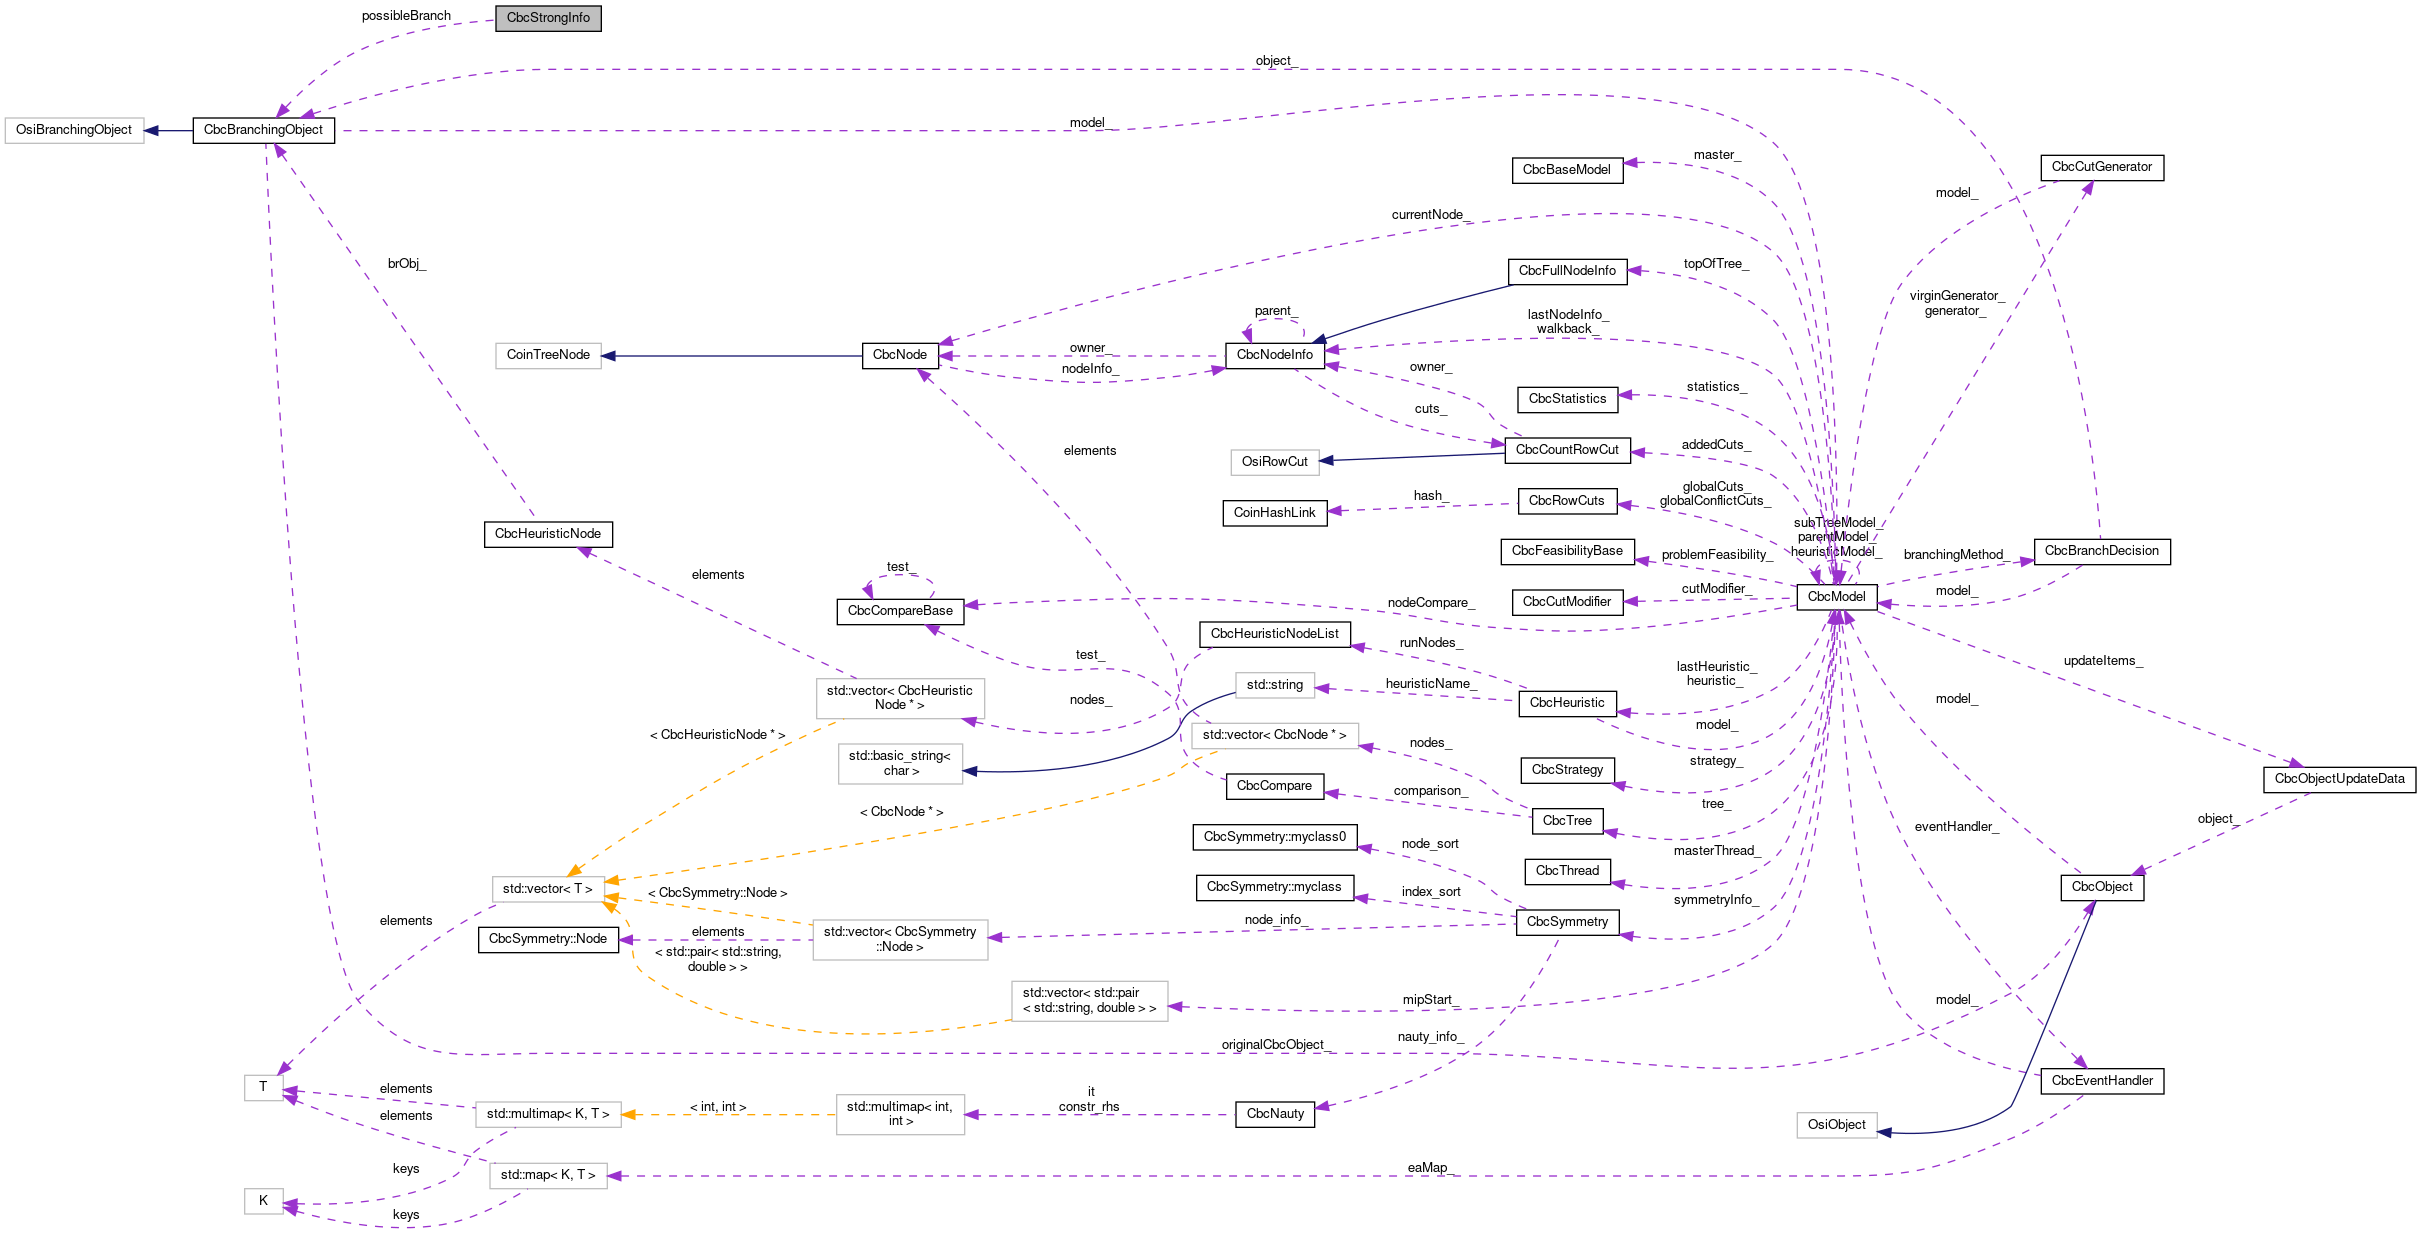 possibleBranch
CbcStrongInfo
object_
OsiBranchingObject
CbcBranchingObject
model_
master_
CbcBaseModel
CbcCutGenerator
model_
currentNode_
brObj_
topOfTree_
CbcFullNodeInfo
virginGenerator_
generator_
parent_
lastNodeInfo_
walkback_
CoinTreeNode
CbcNode
owner_
nodeInfo_
CbcNodeInfo
owner_
statistics_
CbcStatistics
cuts_
elements
addedCuts_
CbcCountRowCut
OsiRowCut
globalCuts_
globalConflictCuts_
hash_
CbcRowCuts
CoinHashLink
subTreeModel_
parentModel_
heuristicModel_
CbcHeuristicNode
CbcFeasibilityBase
problemFeasibility_
branchingMethod_
CbcBranchDecision
test_
elements
cutModifier_
CbcCutModifier
CbcModel
model_
CbcCompareBase
nodeCompare_
CbcHeuristicNodeList
runNodes_
test_
updateItems_
lastHeuristic_
heuristic_
std::vector< CbcHeuristic
Node * >
nodes_
std::string
heuristicName_
CbcHeuristic
model_
model_
< CbcHeuristicNode * >
std::vector< CbcNode * >
nodes_
std::basic_string<
char >
strategy_
CbcStrategy
CbcObjectUpdateData
CbcCompare
comparison_
tree_
CbcTree
< CbcNode * >
object_
eventHandler_
CbcSymmetry::myclass0
node_sort
masterThread_
CbcThread
std::vector< T >
< CbcSymmetry::Node >
CbcSymmetry::myclass
index_sort
symmetryInfo_
CbcObject
elements
node_info_
CbcSymmetry
CbcSymmetry::Node
elements
std::vector< CbcSymmetry
::Node >
< std::pair< std::string,
double > >
std::vector< std::pair
< std::string, double > >
mipStart_
model_
originalCbcObject_
nauty_info_
T
elements
CbcEventHandler
std::multimap< K, T >
< int, int >
std::multimap< int,
int >
it
constr_rhs
CbcNauty
elements
OsiObject
keys
std::map< K, T >
eaMap_
K
keys